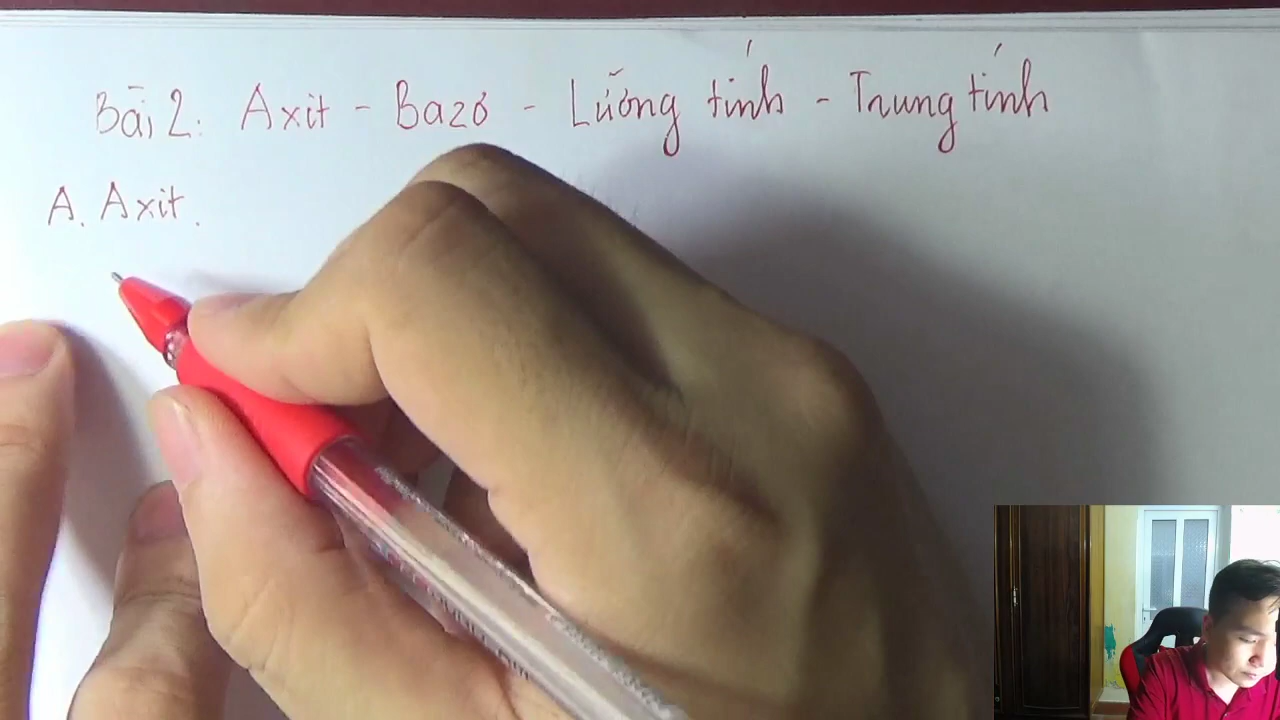 Bài 2: Axit - Bazơ - Lưỡng tính - Trung tính
A. Axit.